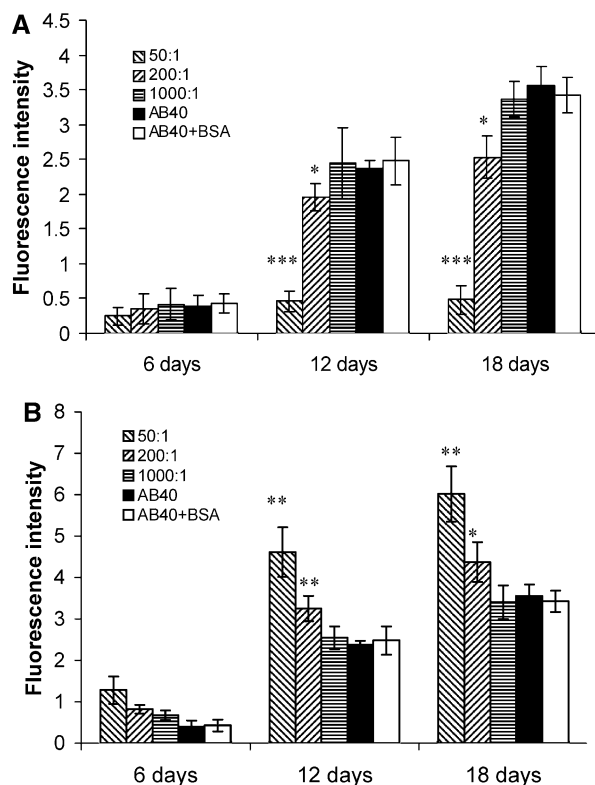 A
Fluorescence intensity
4.5
4
3.5
3
2.5
2
1.5
1
0.5
0
50:1
200:1
1000:1
AB40
AB40+BSA
***
*
***
*
6 days
12 days
18 days
B
Fluorescence intensity
8
7
6
5
4
3
2
1
0
50:1
200:1
1000:1
AB40
AB40+BSA
**
**
**
*
6 days
12 days
18 days